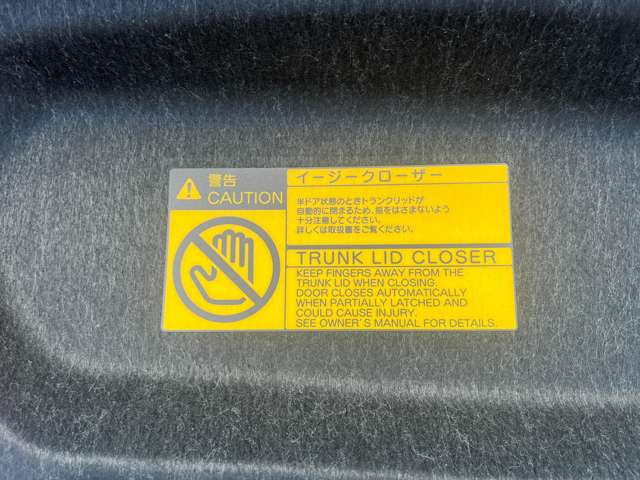 警告
CAUTION
イージークローザー
半ドア状態のときトランクリッドが
自動的に閉まるため、指をはさまないよう
十分注意してください。
詳しくは取扱書をご覧ください。
TRUNK LID CLOSER
KEEP FINGERS AWAY FROM THE
TRUNK LID WHEN CLOSING.
DOOR CLOSES AUTOMATICALLY
WHEN PARTIALLY LATCHED AND
COULD CAUSE INJURY.
SEE OWNER'S MANUAL FOR DETAILS.